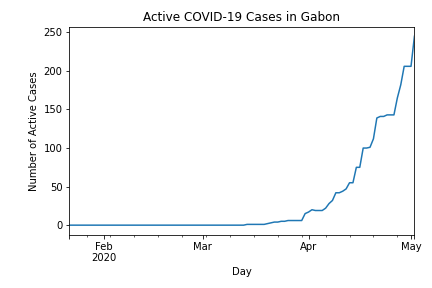 Active COVID-19 Cases in Gabon
250
200
150
100
50
0
Number of Active Cases
Feb
2020
Mar
Apr
May
Day